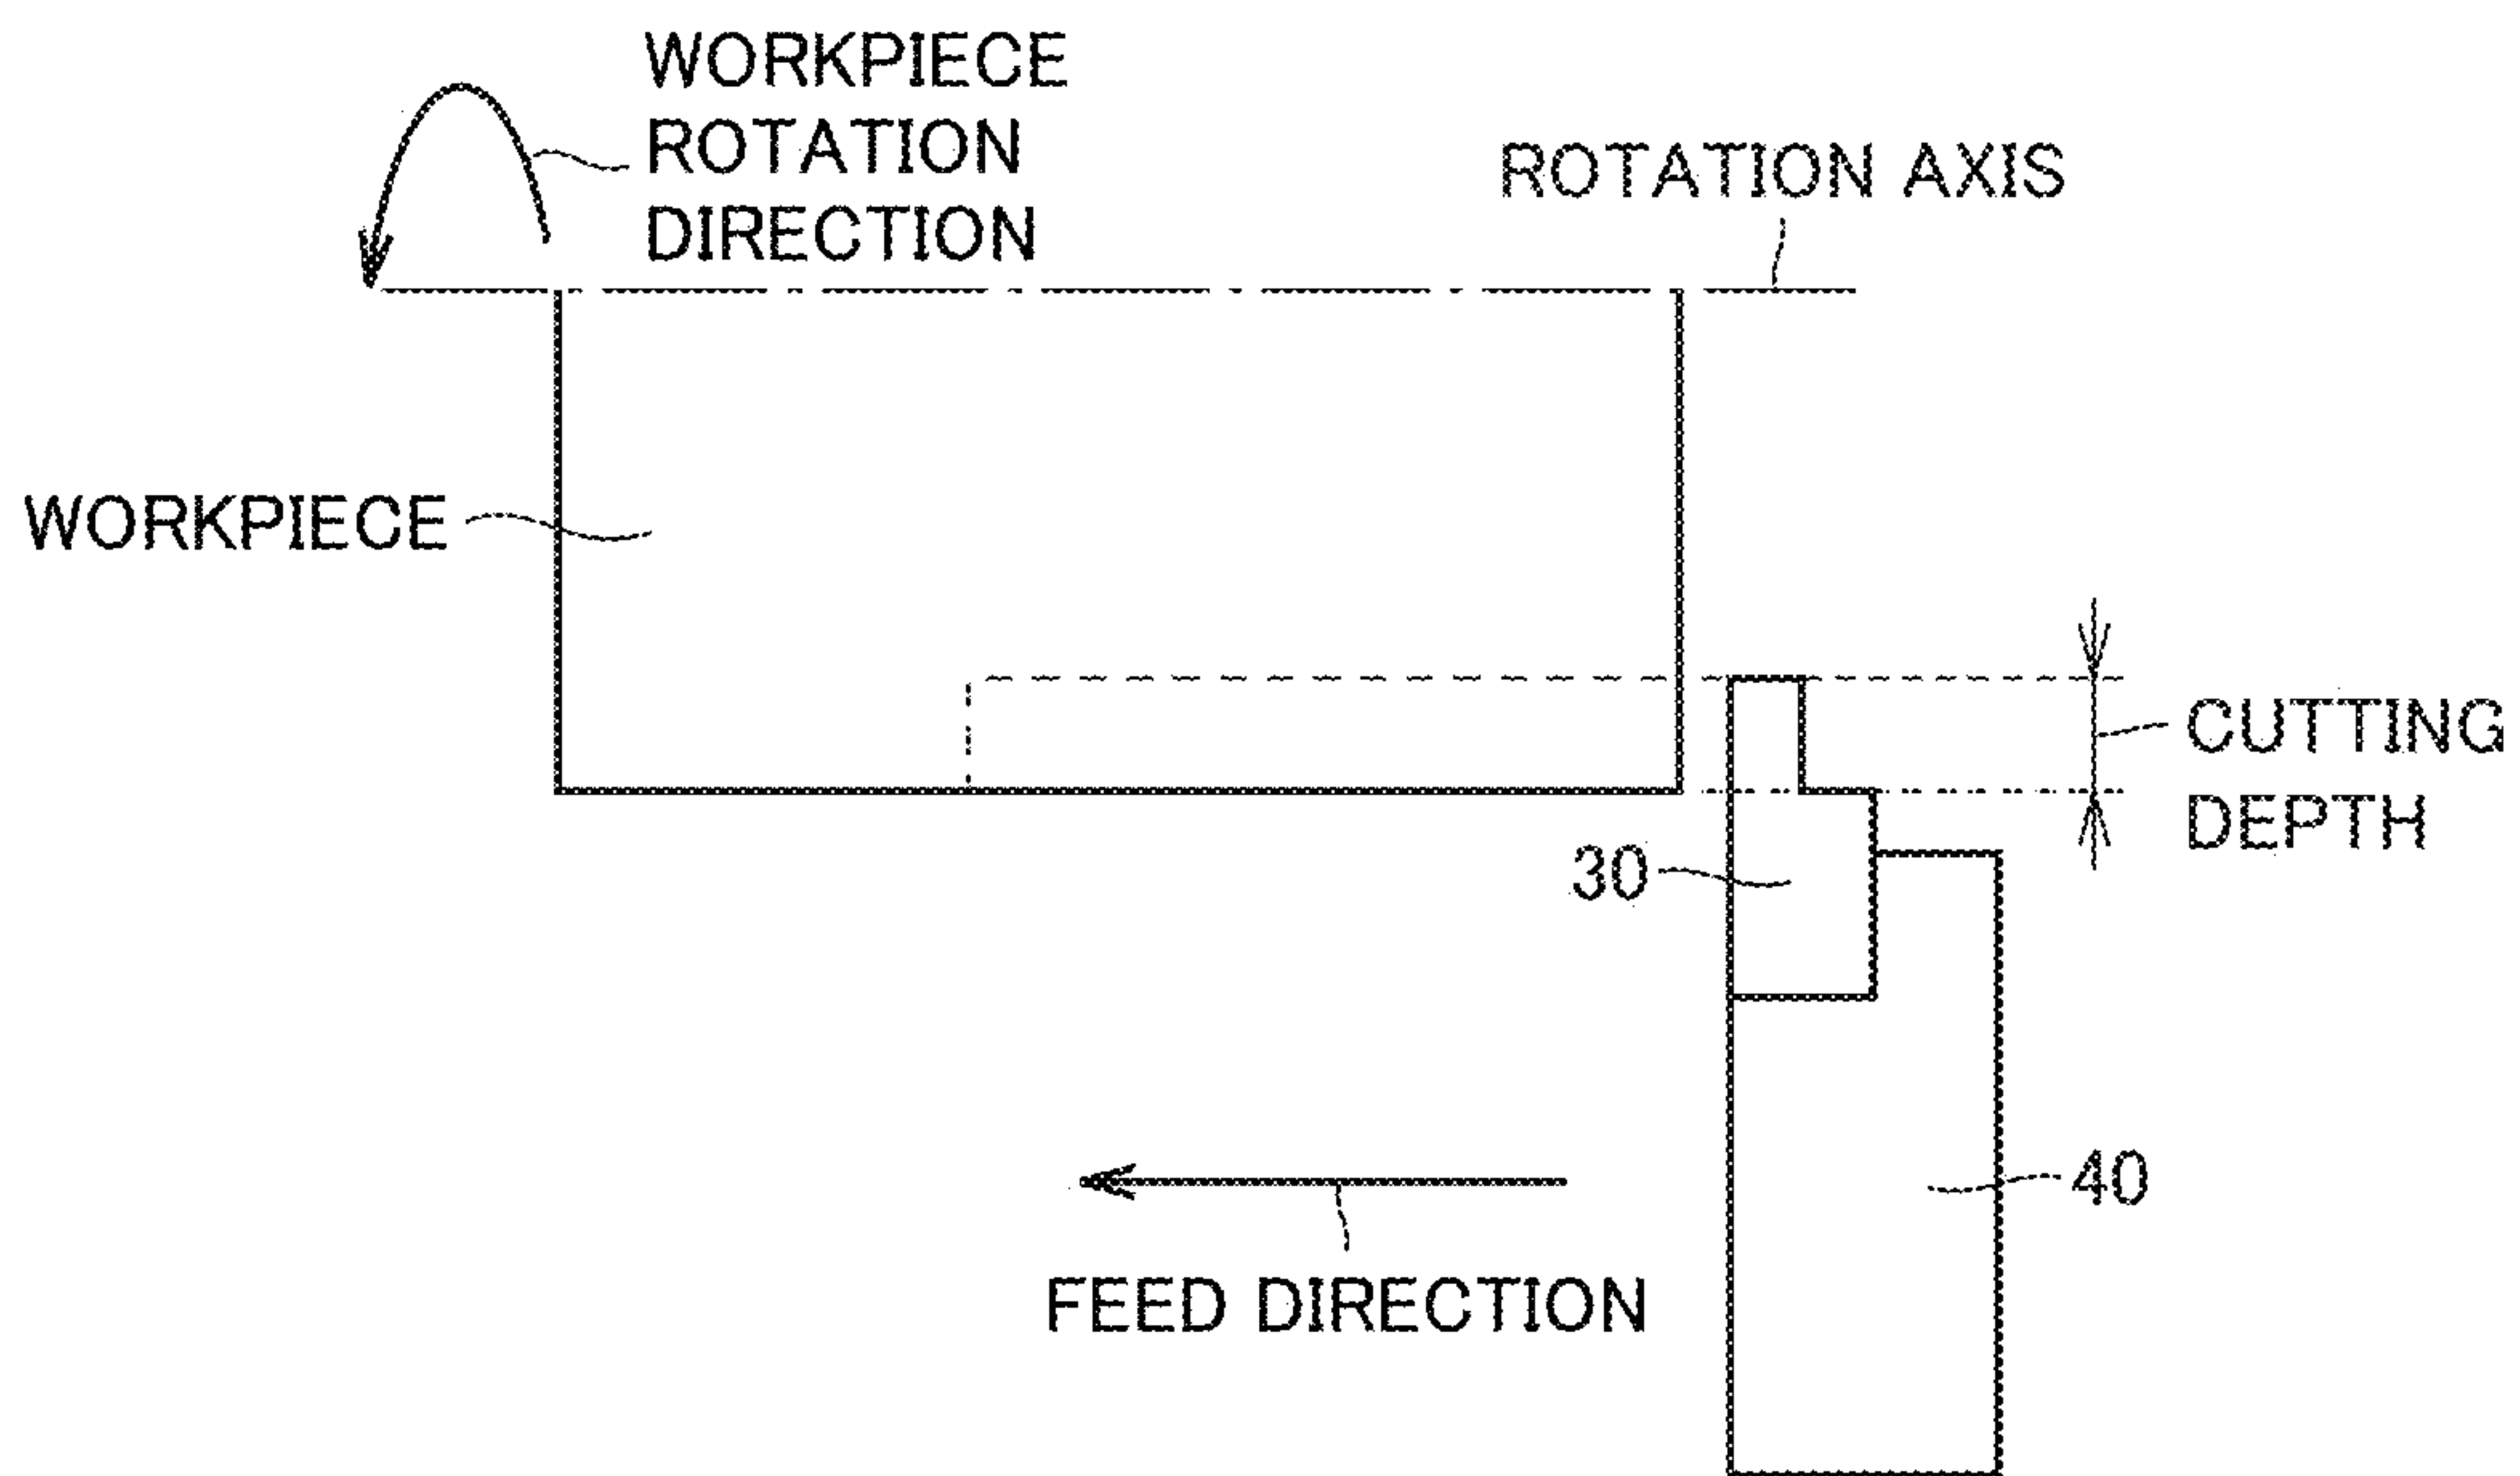 WORKPIECE
ROTATION
DIRECTION
ROTATION AXIS
WORKPIECE
CUTTING
DEPTH
30
40
FEED DIRECTION